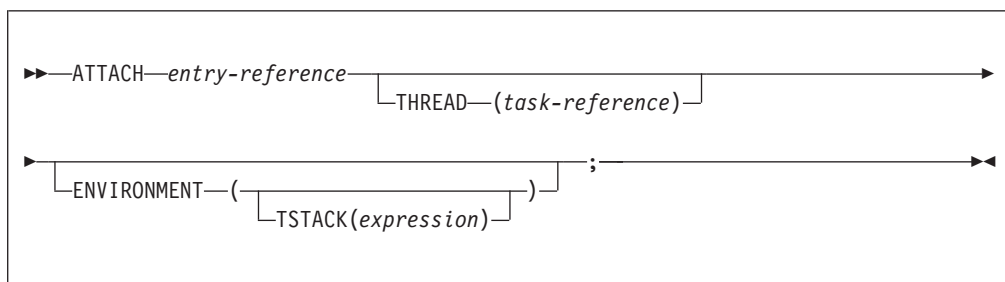 ATTACH entry-reference
THREAD (task-reference)
;
ENVIRONMENT ( )
TSTACK(expression)